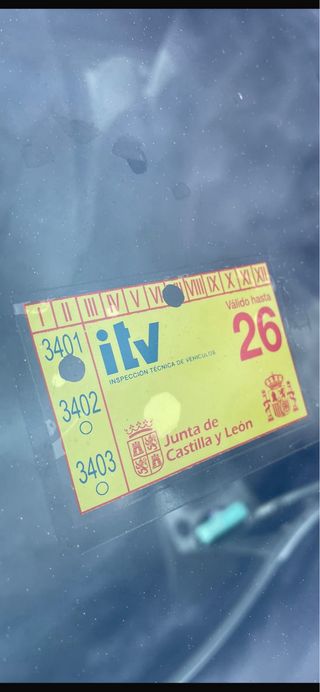 I II III IV V VI VIII IX X XI XII
Válido hasta
26
3401
itv
INSPECCIÓN TÉCNICA DE VEHÍCULOS
3402
3403
Junta de
Castilla y León